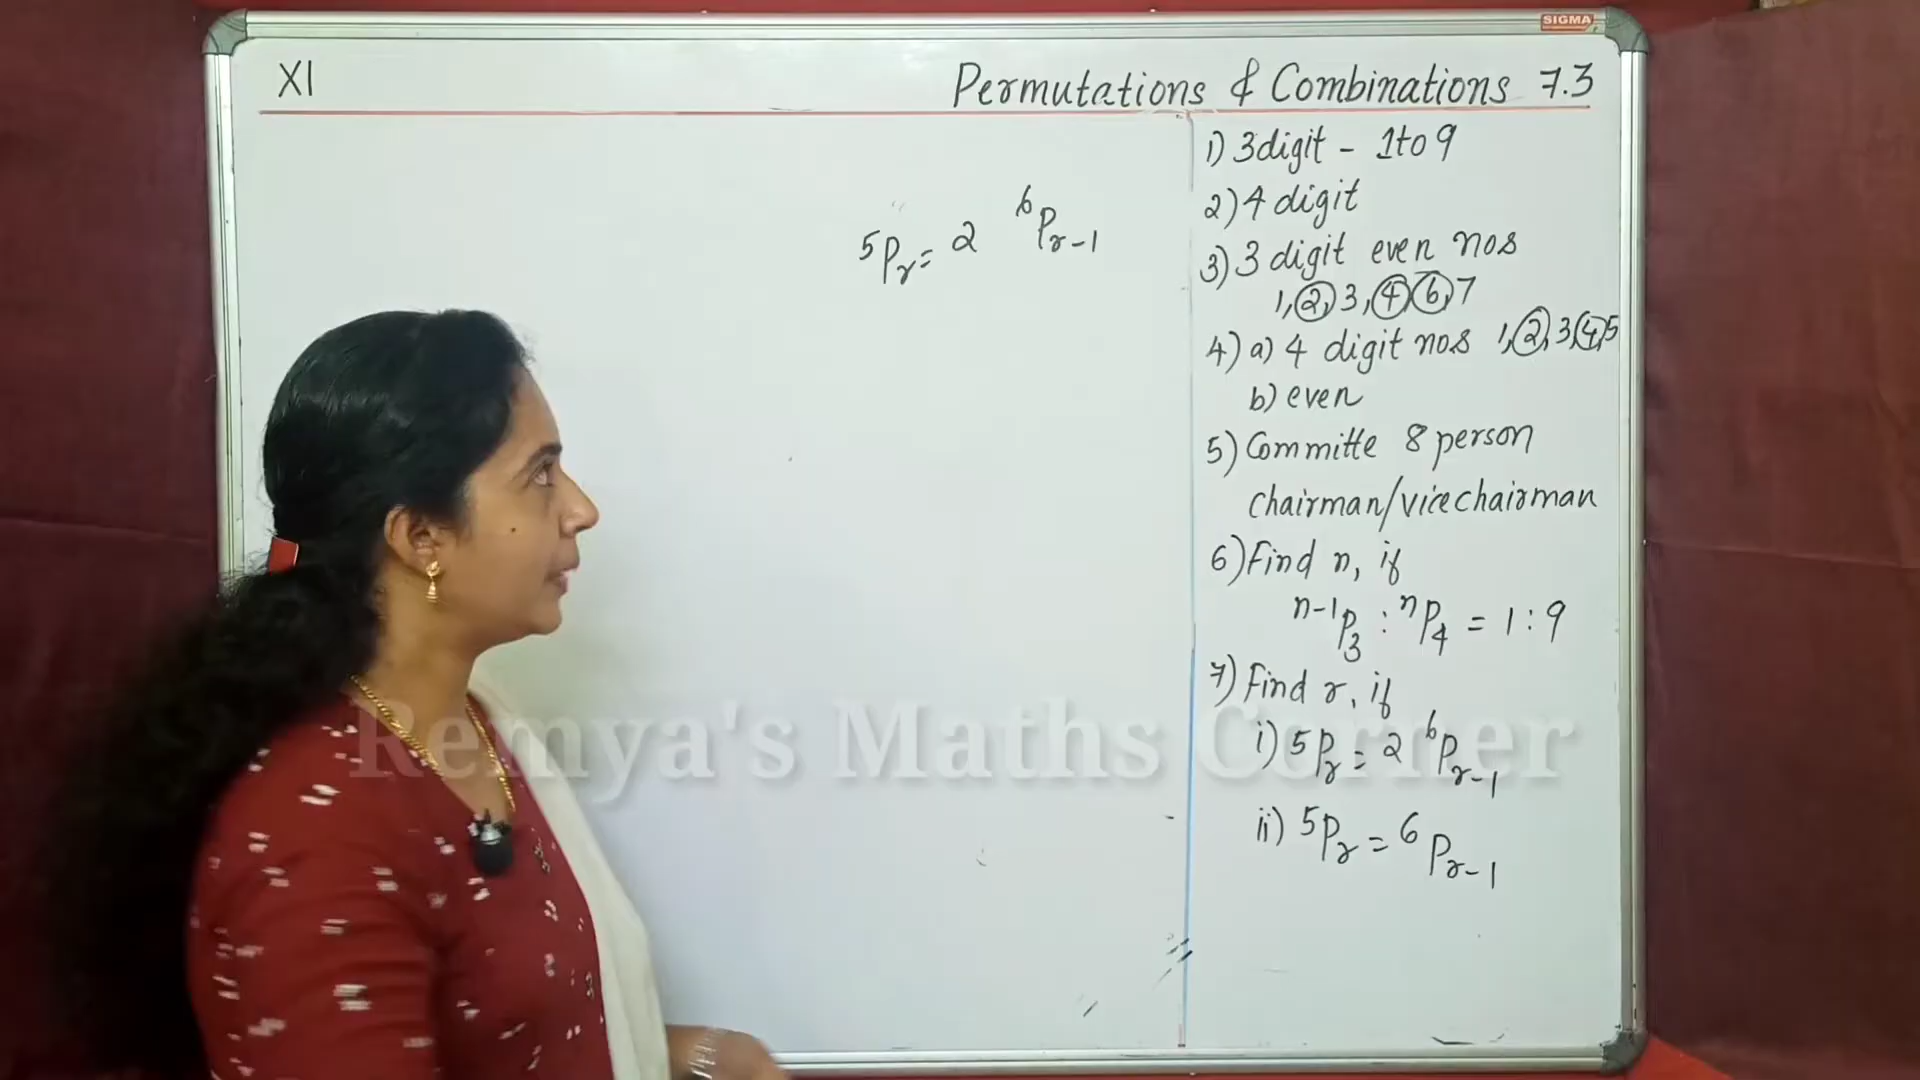 SIGMA
XI
Permutations & Combinations 7.3
⁵Pᵣ = 2 ⁶Pᵣ₋₁
1) 3digit - 1to 9
2) 4 digit
3) 3 digit even nos
1, 2, 3, 4, 6, 7
4) a) 4 digit nos 1, 2, 3, 4, 5
b) even
5) Committe 8 person
Chairman/vicechairman
6) Find n, if
ⁿ⁻¹P₃ : ⁿP₄ = 1 : 9
7) Find r, if
i) ⁵Pᵣ = 2 ⁶Pᵣ₋₁
ii) ⁵Pᵣ = ⁶Pᵣ₋₁
Remya's Maths Corner